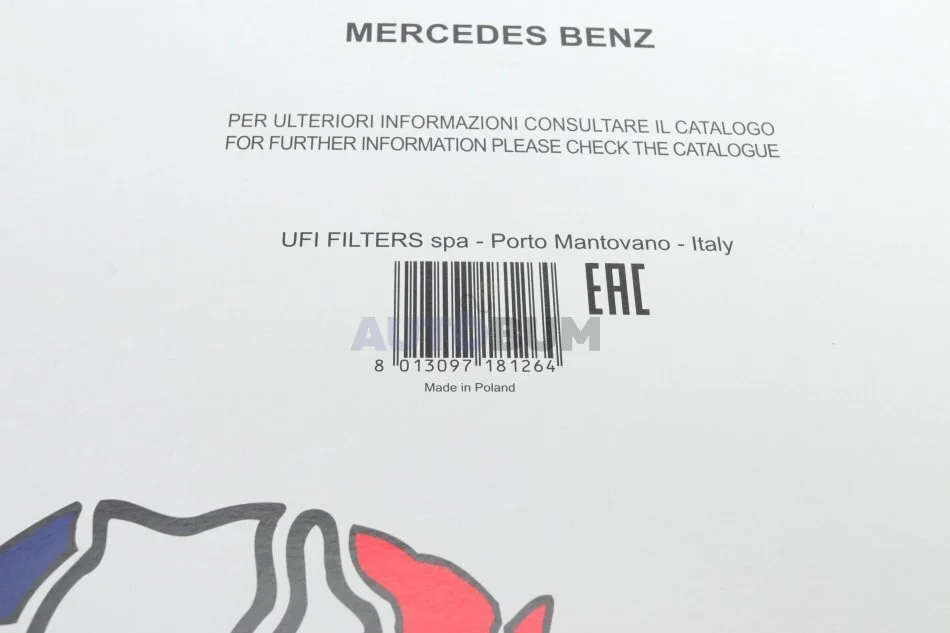 MERCEDES BENZ
PER ULTERIORI INFORMAZIONI CONSULTARE IL CATALOGO
FOR FURTHER INFORMATION PLEASE CHECK THE CATALOGUE
UFI FILTERS spa - Porto Mantovano - Italy
EAC
AUTOBUM
8 013097 181264
Made in Poland